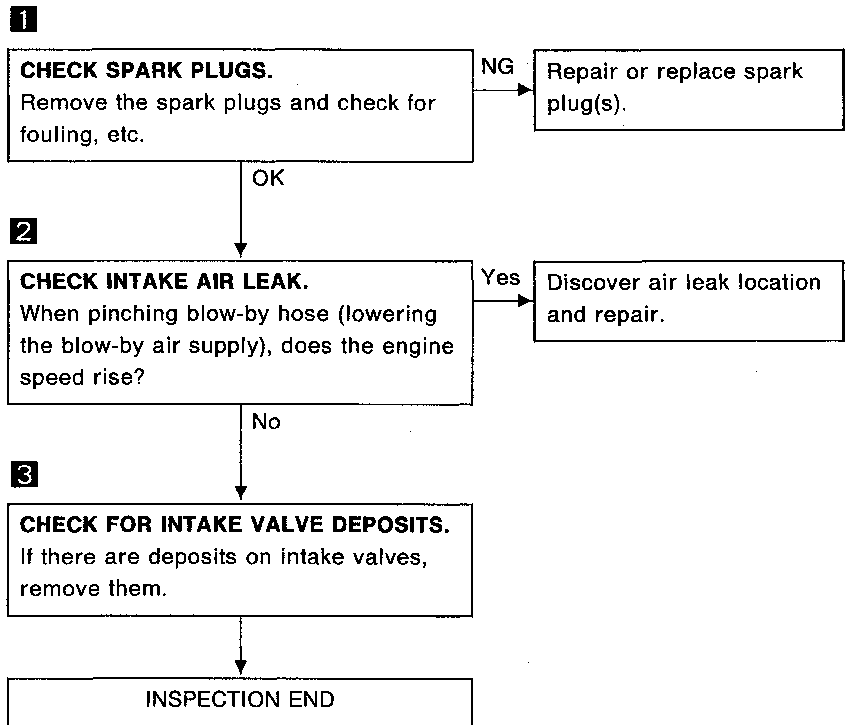 1
CHECK SPARK PLUGS.
Remove the spark plugs and check for
fouling, etc.
NG
Repair or replace spark
plug(s).
OK
2
CHECK INTAKE AIR LEAK.
When pinching blow-by hose (lowering
the blow-by air supply), does the engine
speed rise?
Yes
Discover air leak location
and repair.
No
3
CHECK FOR INTAKE VALVE DEPOSITS.
If there are deposits on intake valves,
remove them.
INSPECTION END